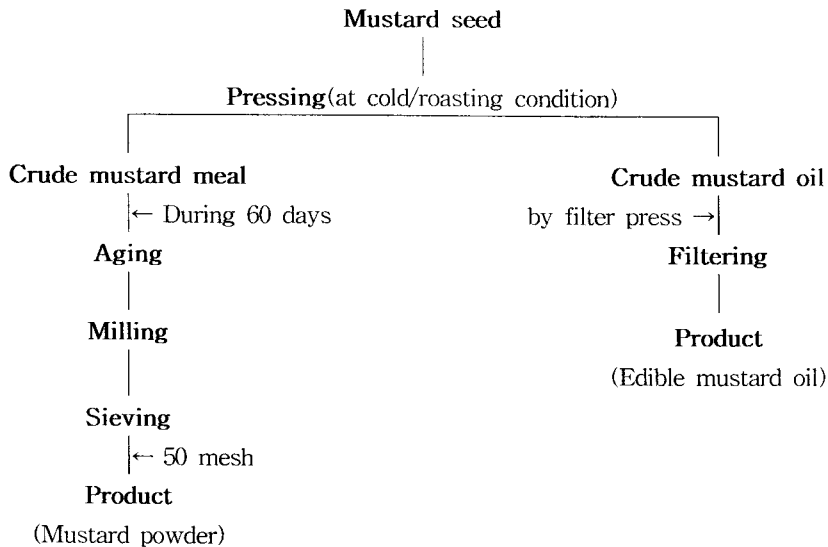 Mustard seed
Pressing(at cold/roasting condition)
Crude mustard meal
Crude mustard oil
← During 60 days
by filter press →
Aging
Filtering
Milling
Product
(Edible mustard oil)
Sieving
← 50 mesh
Product
(Mustard powder)